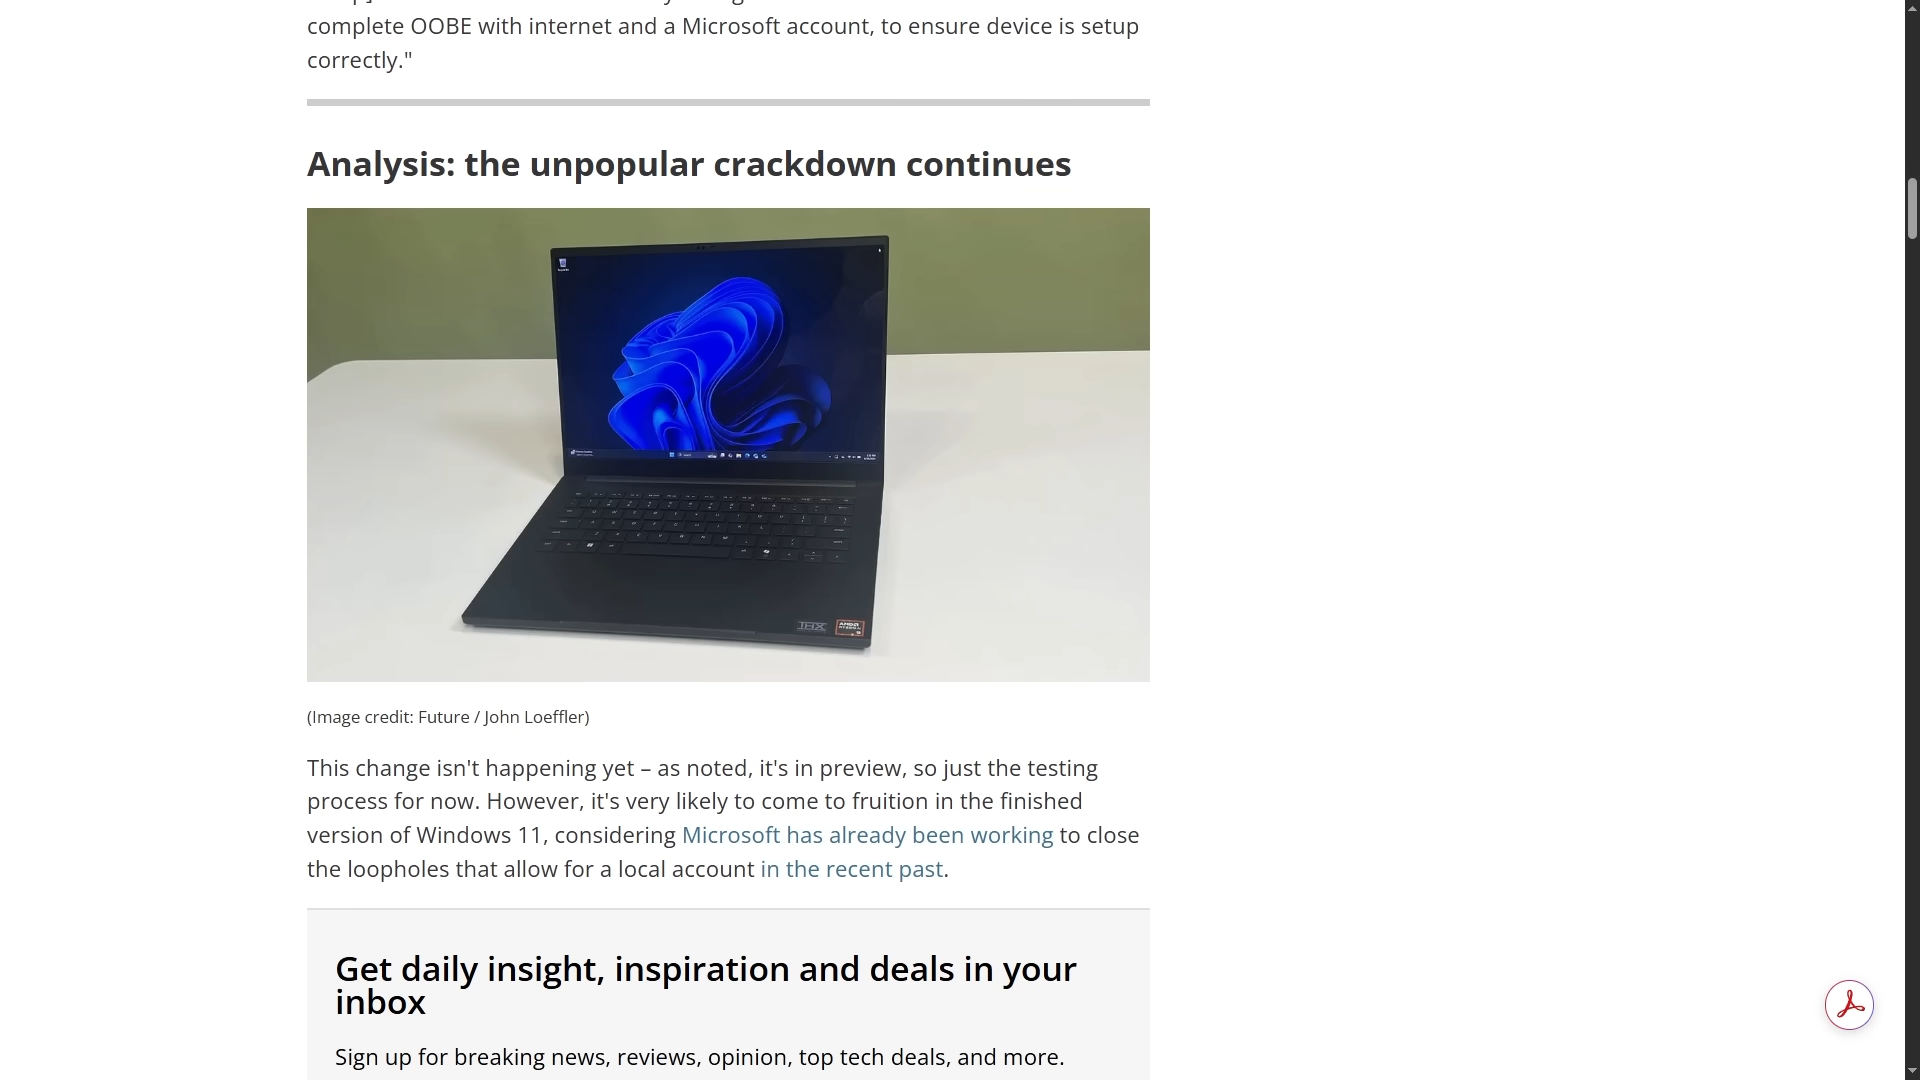 complete OOBE with internet and a Microsoft account, to ensure device is setup
correctly."
Analysis: the unpopular crackdown continues
THX
AMD
RYZEN
(Image credit: Future / John Loeffler)
This change isn't happening yet – as noted, it's in preview, so just the testing
process for now. However, it's very likely to come to fruition in the finished
version of Windows 11, considering Microsoft has already been working to close
the loopholes that allow for a local account in the recent past.
Get daily insight, inspiration and deals in your
inbox
Sign up for breaking news, reviews, opinion, top tech deals, and more.